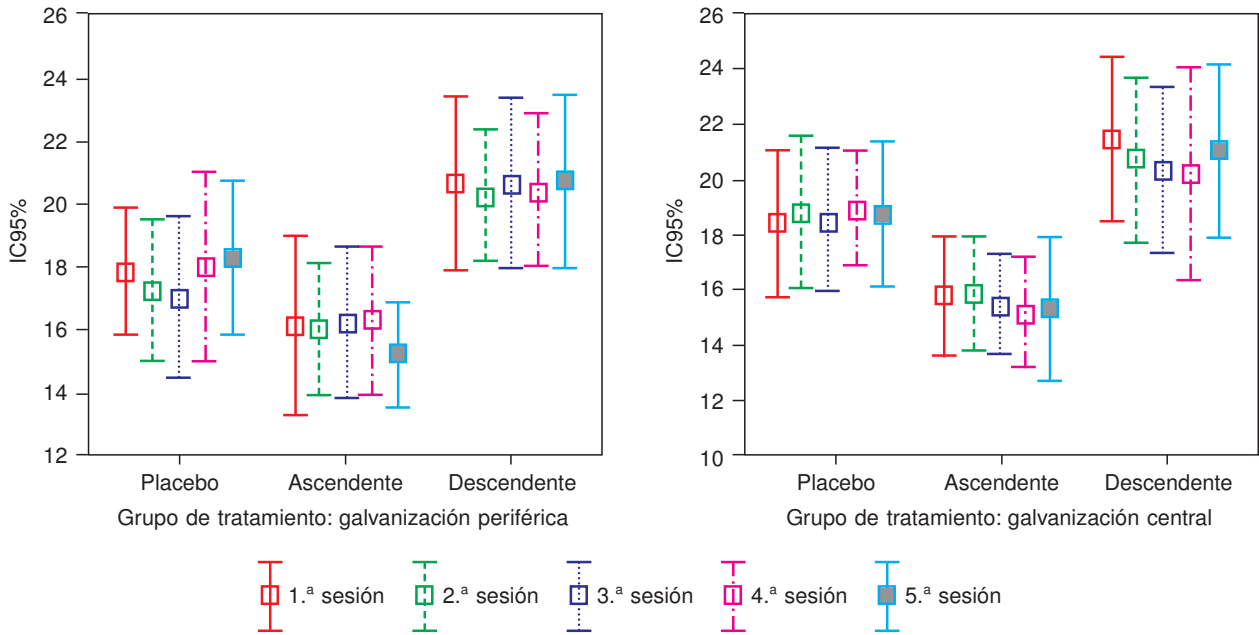 26
24
22
20
18
16
14
12
IC95%
Placebo Ascendente Descendente
Grupo de tratamiento: galvanización periférica
26
24
22
20
18
16
14
12
10
IC95%
Placebo Ascendente Descendente
Grupo de tratamiento: galvanización central
1.ª sesión 2.ª sesión 3.ª sesión 4.ª sesión 5.ª sesión